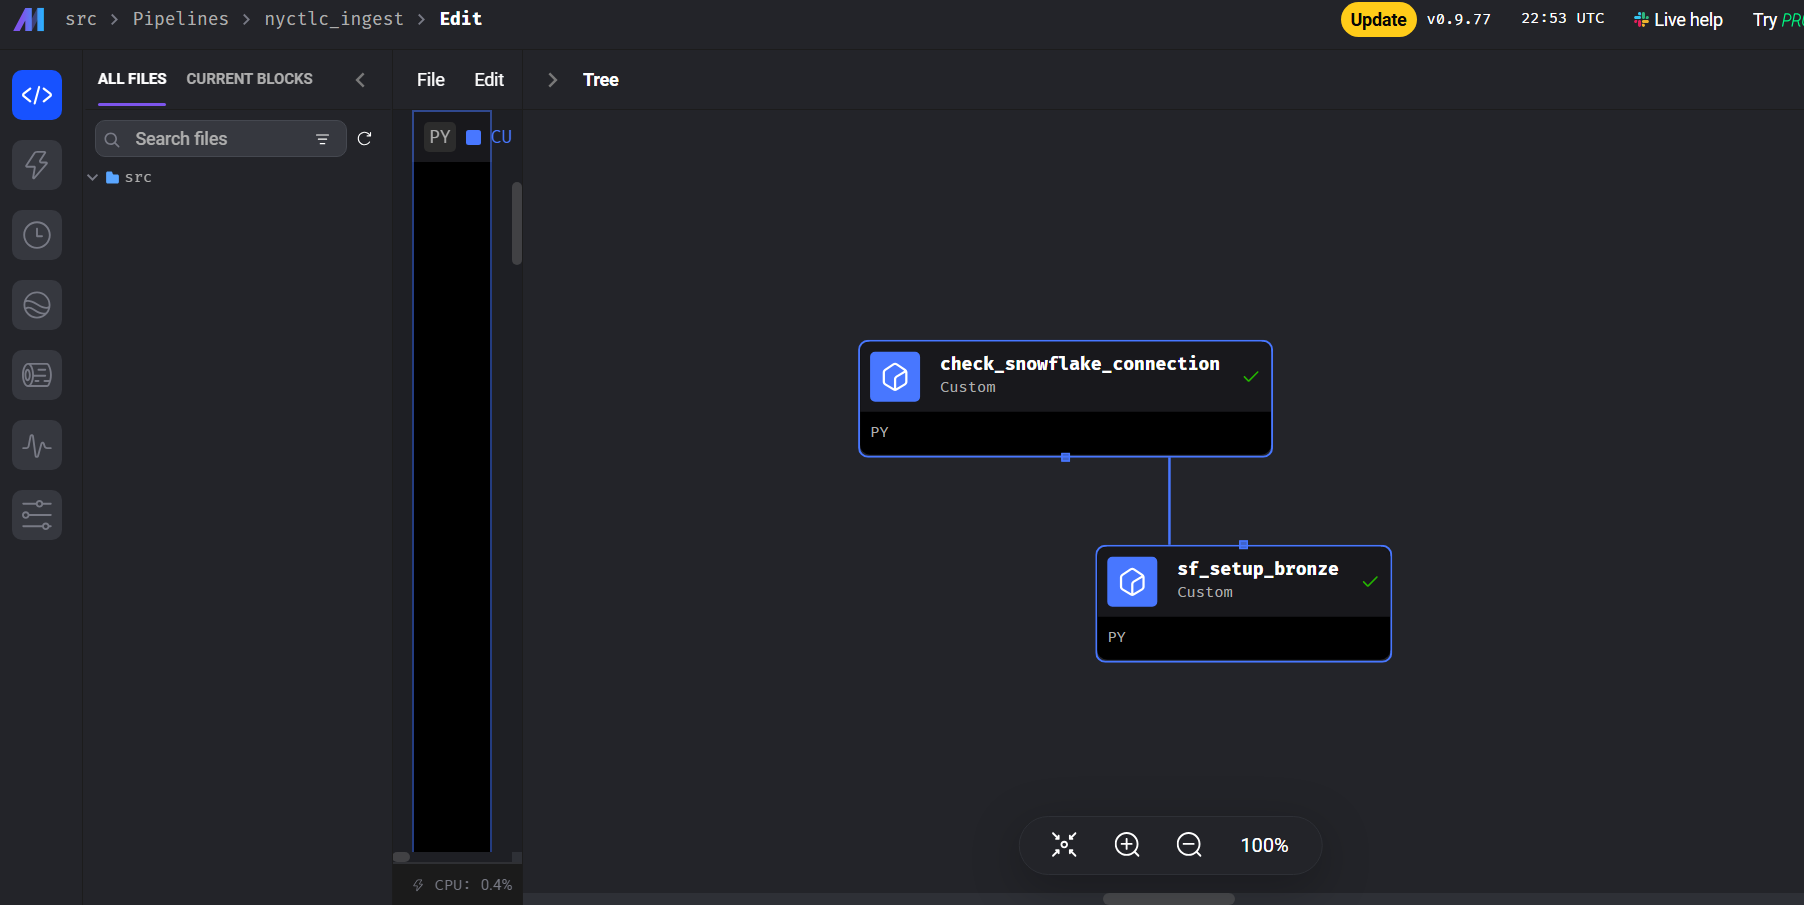 src > Pipelines > nyctlc_ingest > Edit
Update v0.9.77 22:53 UTC Live help Try PR
ALL FILES CURRENT BLOCKS
File Edit
Tree
Search files
PY CU
src
check_snowflake_connection
Custom
PY
sf_setup_bronze
Custom
PY
100%
CPU: 0.4%